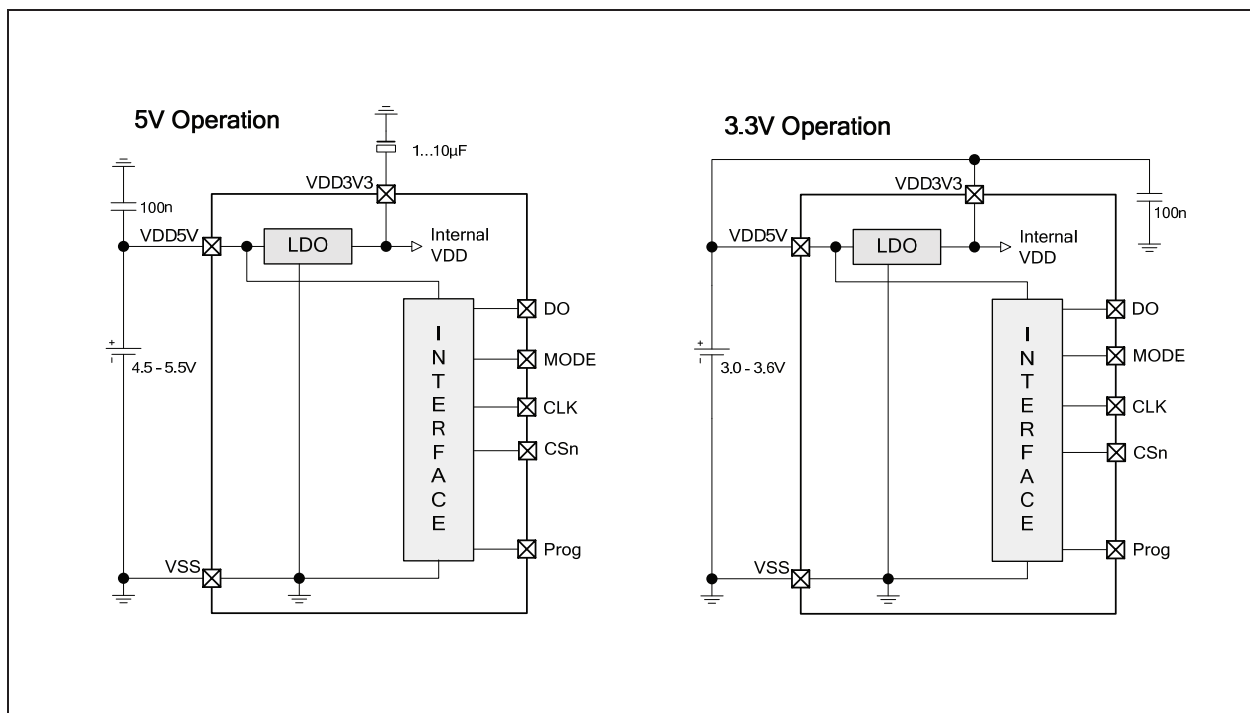 5V Operation
1...10µF
VDD3V3
100n
VDD5V
LDO
Internal
VDD
INTERFACE
DO
MODE
CLK
CSn
Prog
+
-
4.5 - 5.5V
VSS
3.3V Operation
VDD3V3
100n
VDD5V
LDO
Internal
VDD
INTERFACE
DO
MODE
CLK
CSn
Prog
+
-
3.0 - 3.6V
VSS